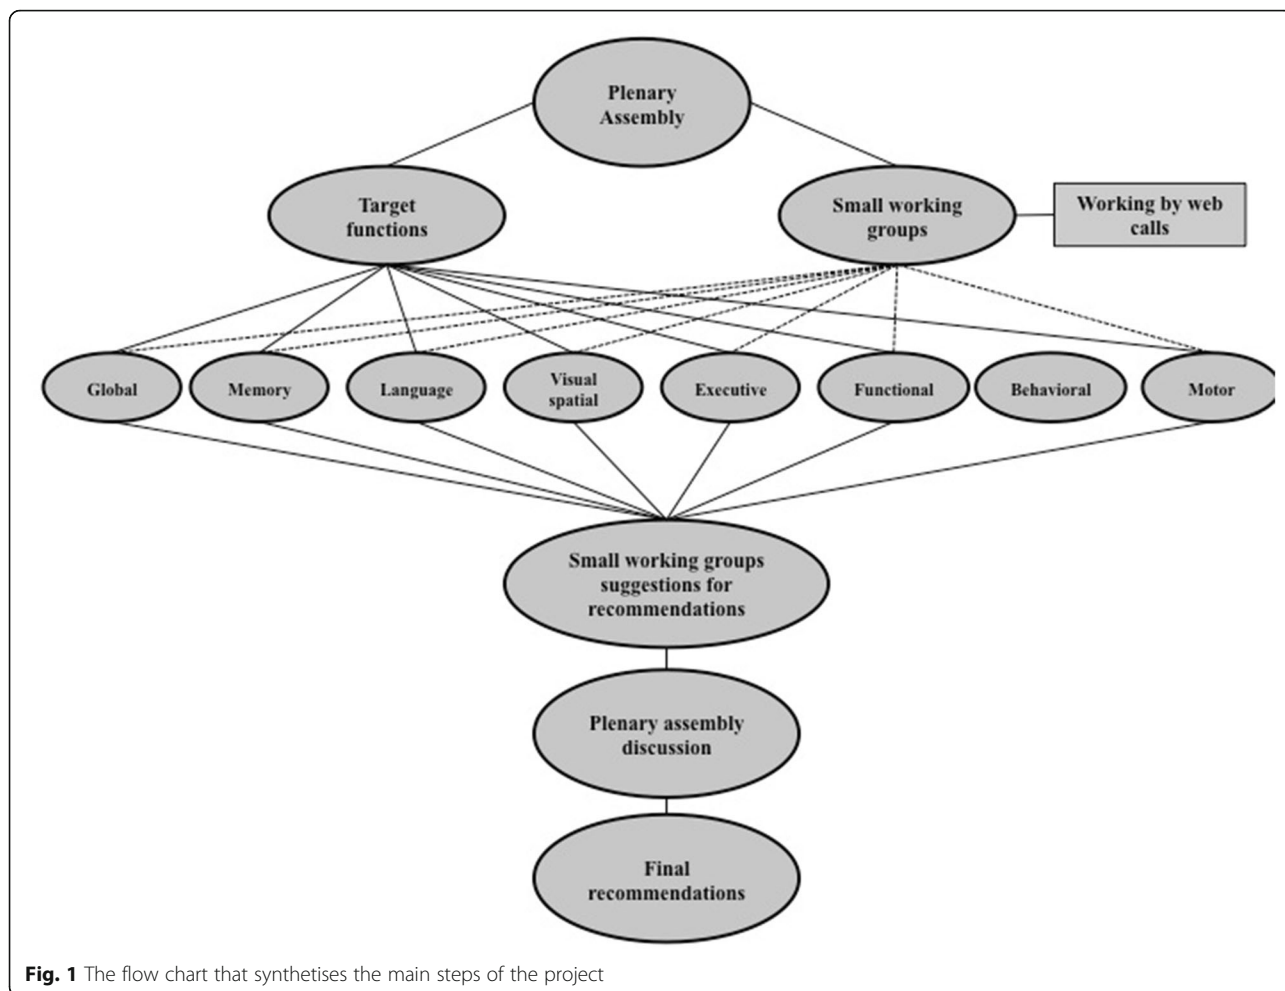 Plenary
Assembly
Target
functions
Small working
groups
Working by web
calls
Global
Memory
Language
Visual
spatial
Executive
Functional
Behavioral
Motor
Small working groups
suggestions for
recommendations
Plenary assembly
discussion
Final
recommendations
Fig. 1 The flow chart that synthetises the main steps of the project